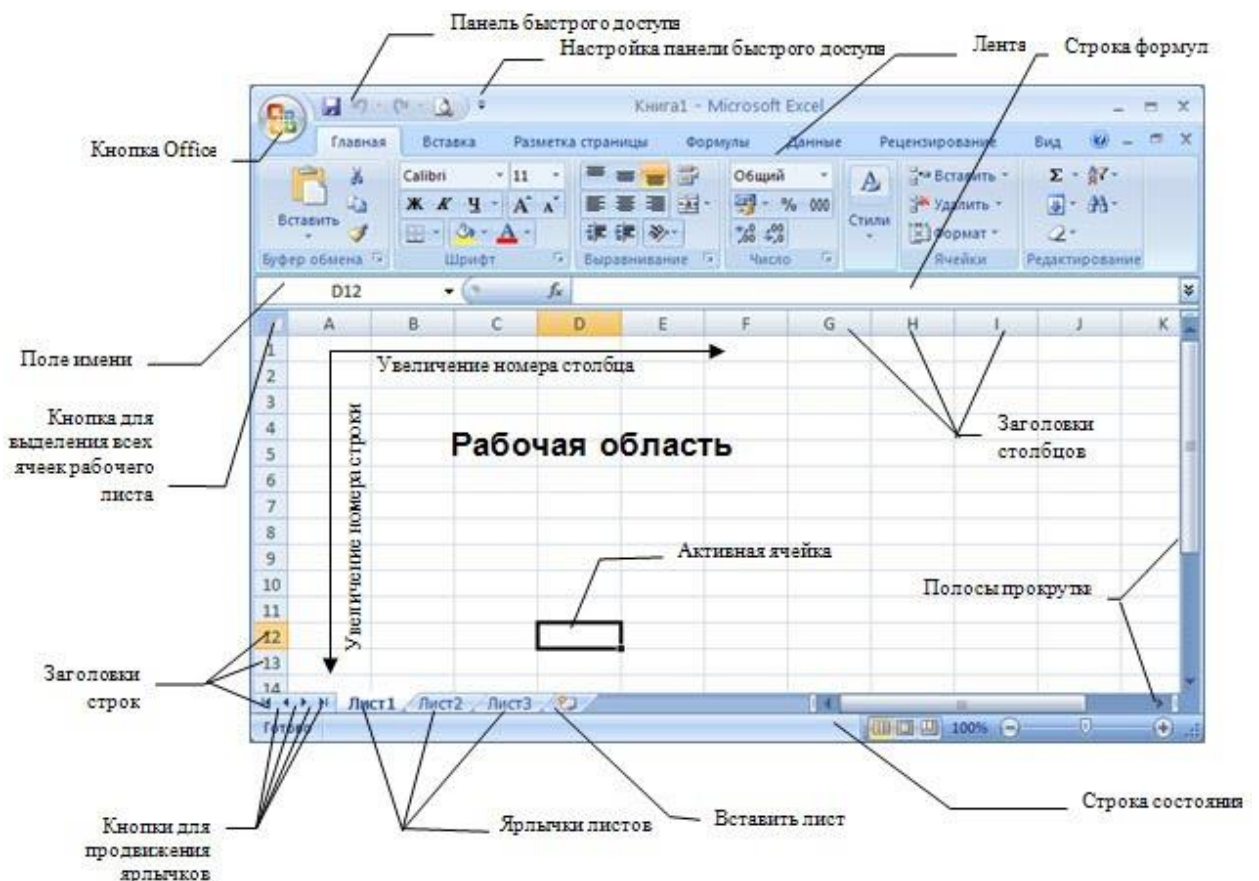 Панель быстрого доступа
Настройка панели быстрого доступа
Лента
Строка формул
Книга1 - Microsoft Excel
Кнопка Office
Главная Вставка Разметка страницы Формулы Данные Рецензирование Вид
Calibri 11 Общий Вставить
Ж К Ч А А % 000 Удалить Σ
Вставить Стили
А Формат
Буфер обмена Шрифт Выравнивание Число Ячейки Редактирование
D12 fx
A B C D E F G H I J K
Поле имени
Увеличение номера столбца
Увеличение номера строки
1
2
3
4
5
6
7
8
9
10
11
12
13
14
Кнопка для
выделения всех
ячеек рабочего
листа
Рабочая область
Заголовки
столбцов
Активная ячейка
Полосы прокрутки
Заголовки
строк
Лист1 Лист2 Лист3
Готово 100%
Строка состояния
Кнопки для
продвижения
ярлычков
Ярлычки листов
Вставить лист